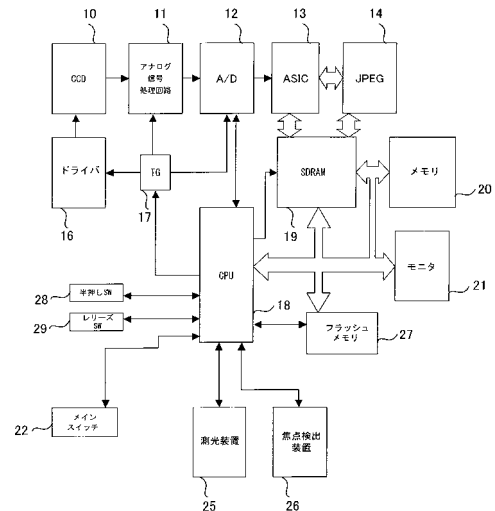 10
11
12
13
14
CCD
アナログ
信号
処理回路
A/D
ASIC
JPEG
ドライバ
TG
SDRAM
メモリ
16
17
19
20
CPU
モニタ
21
28
半押しSW
18
29
レリーズ
SW
フラッシュ
メモリ
27
22
メイン
スイッチ
測光装置
焦点検出
装置
25
26